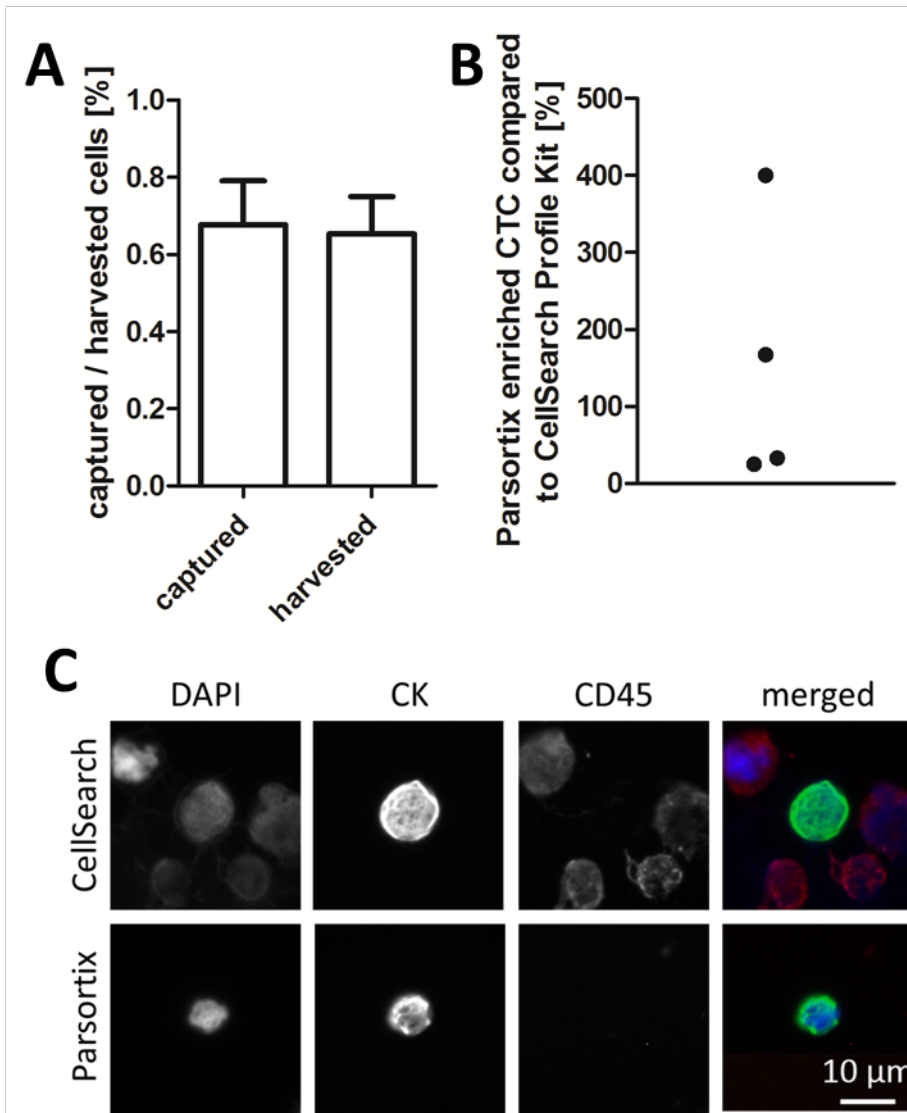 A
captured / harvested cells [%]
1.0
0.8
0.6
0.4
0.2
0.0
captured
harvested
B
Parsortix enriched CTC compared
to CellSearch Profile Kit [%]
500
400
300
200
100
0
C
DAPI
CK
CD45
merged
CellSearch
Parsortix
10 µm